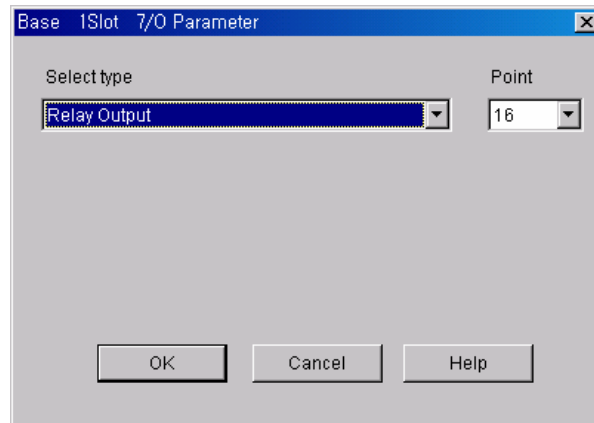 Base 1Slot 7/O Parameter
Select type Point
Relay Output 16
OK Cancel Help